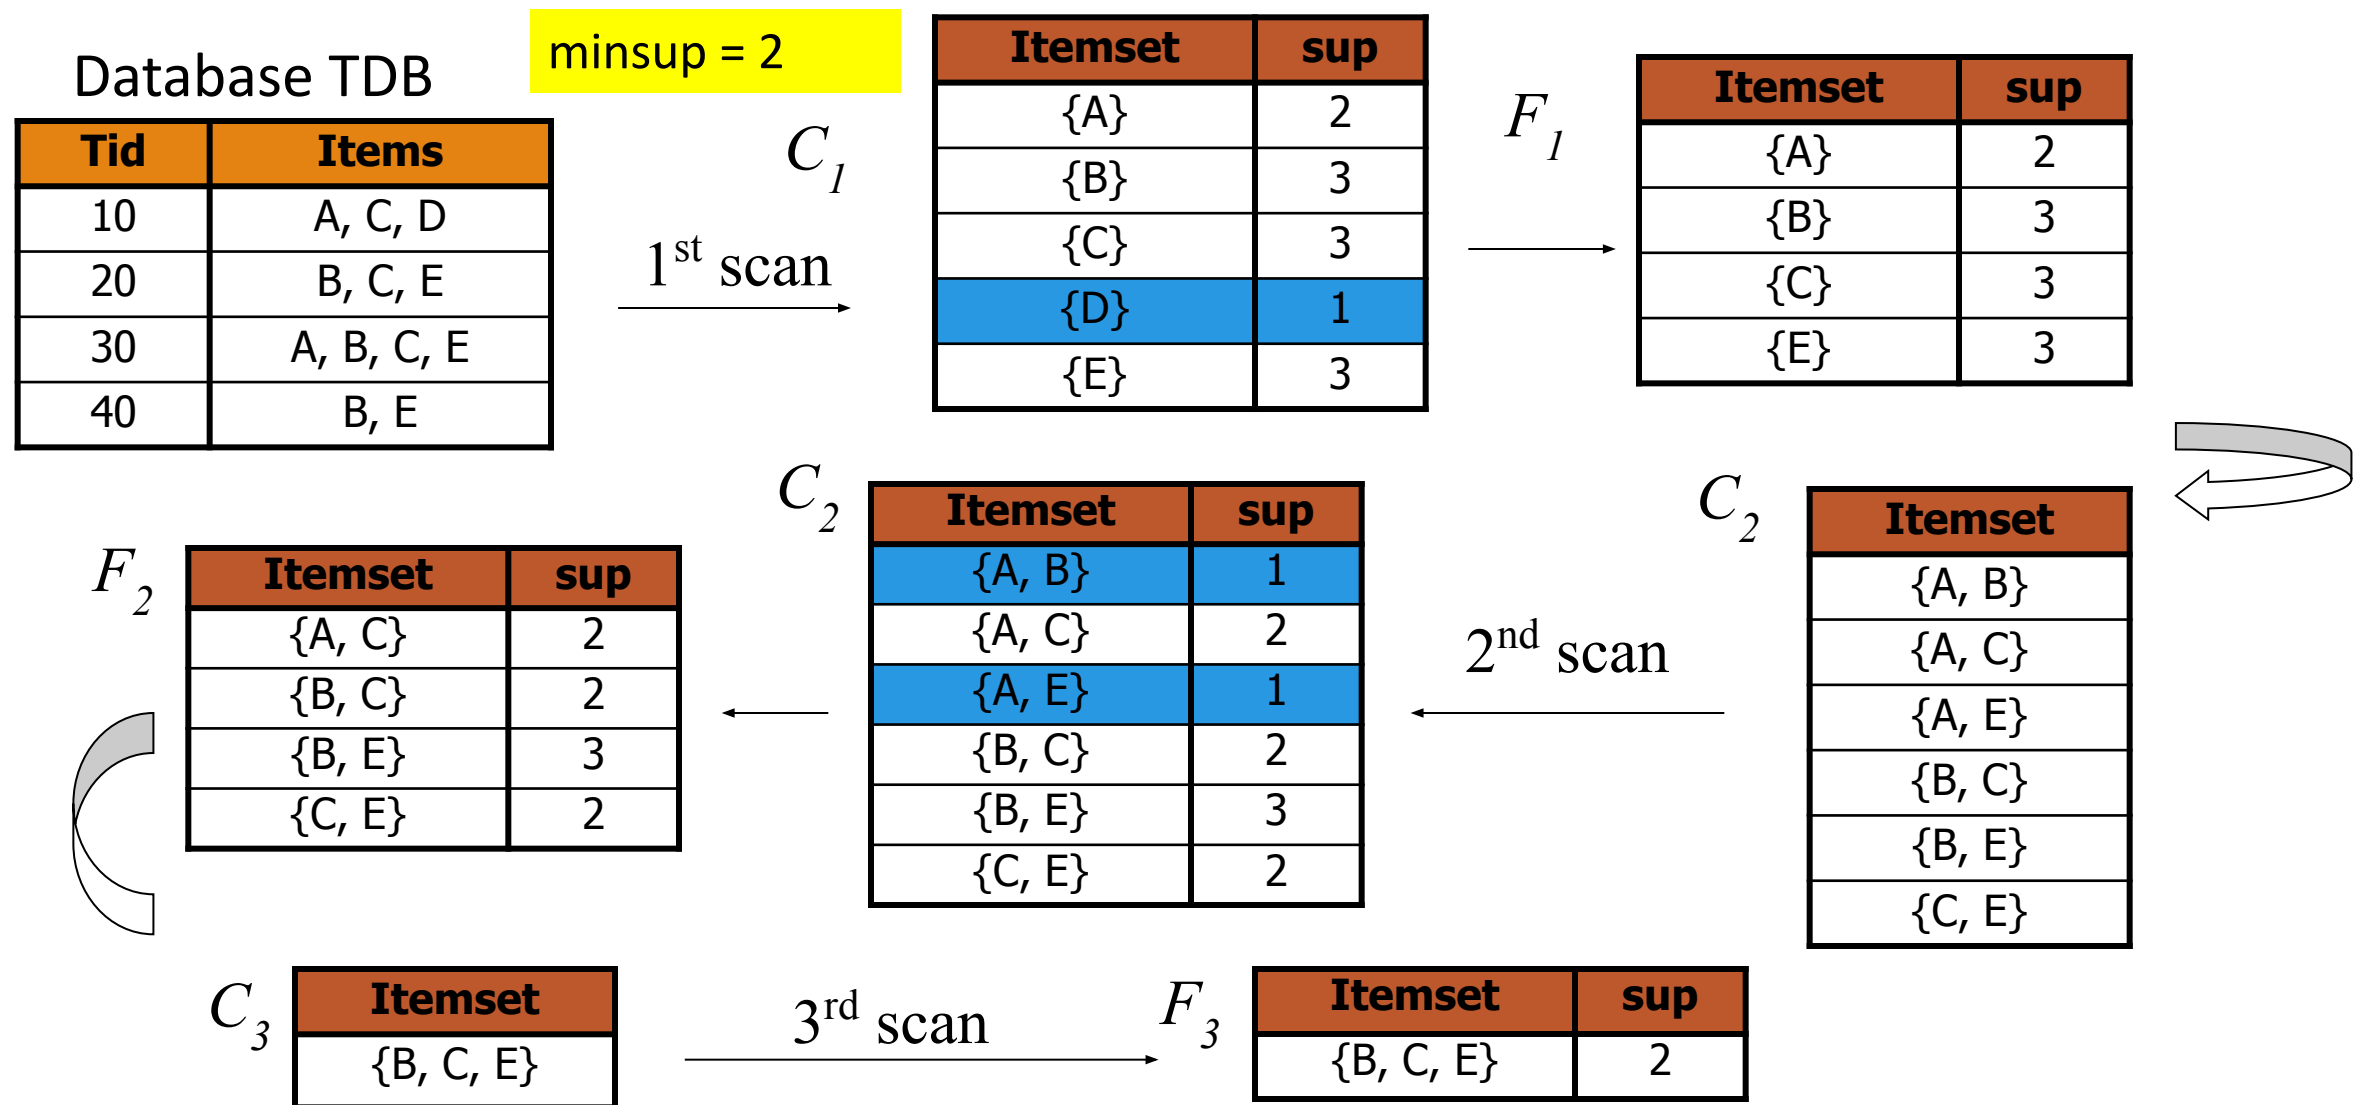 Database TDB
minsup = 2
Tid Items
10 A, C, D
20 B, C, E
30 A, B, C, E
40 B, E
1st scan
C1
Itemset sup
{A} 2
{B} 3
{C} 3
{D} 1
{E} 3
F1
Itemset sup
{A} 2
{B} 3
{C} 3
{E} 3
C2
Itemset
{A, B}
{A, C}
{A, E}
{B, C}
{B, E}
{C, E}
2nd scan
C2
Itemset sup
{A, B} 1
{A, C} 2
{A, E} 1
{B, C} 2
{B, E} 3
{C, E} 2
F2
Itemset sup
{A, C} 2
{B, C} 2
{B, E} 3
{C, E} 2
C3
Itemset
{B, C, E}
3rd scan
F3
Itemset sup
{B, C, E} 2